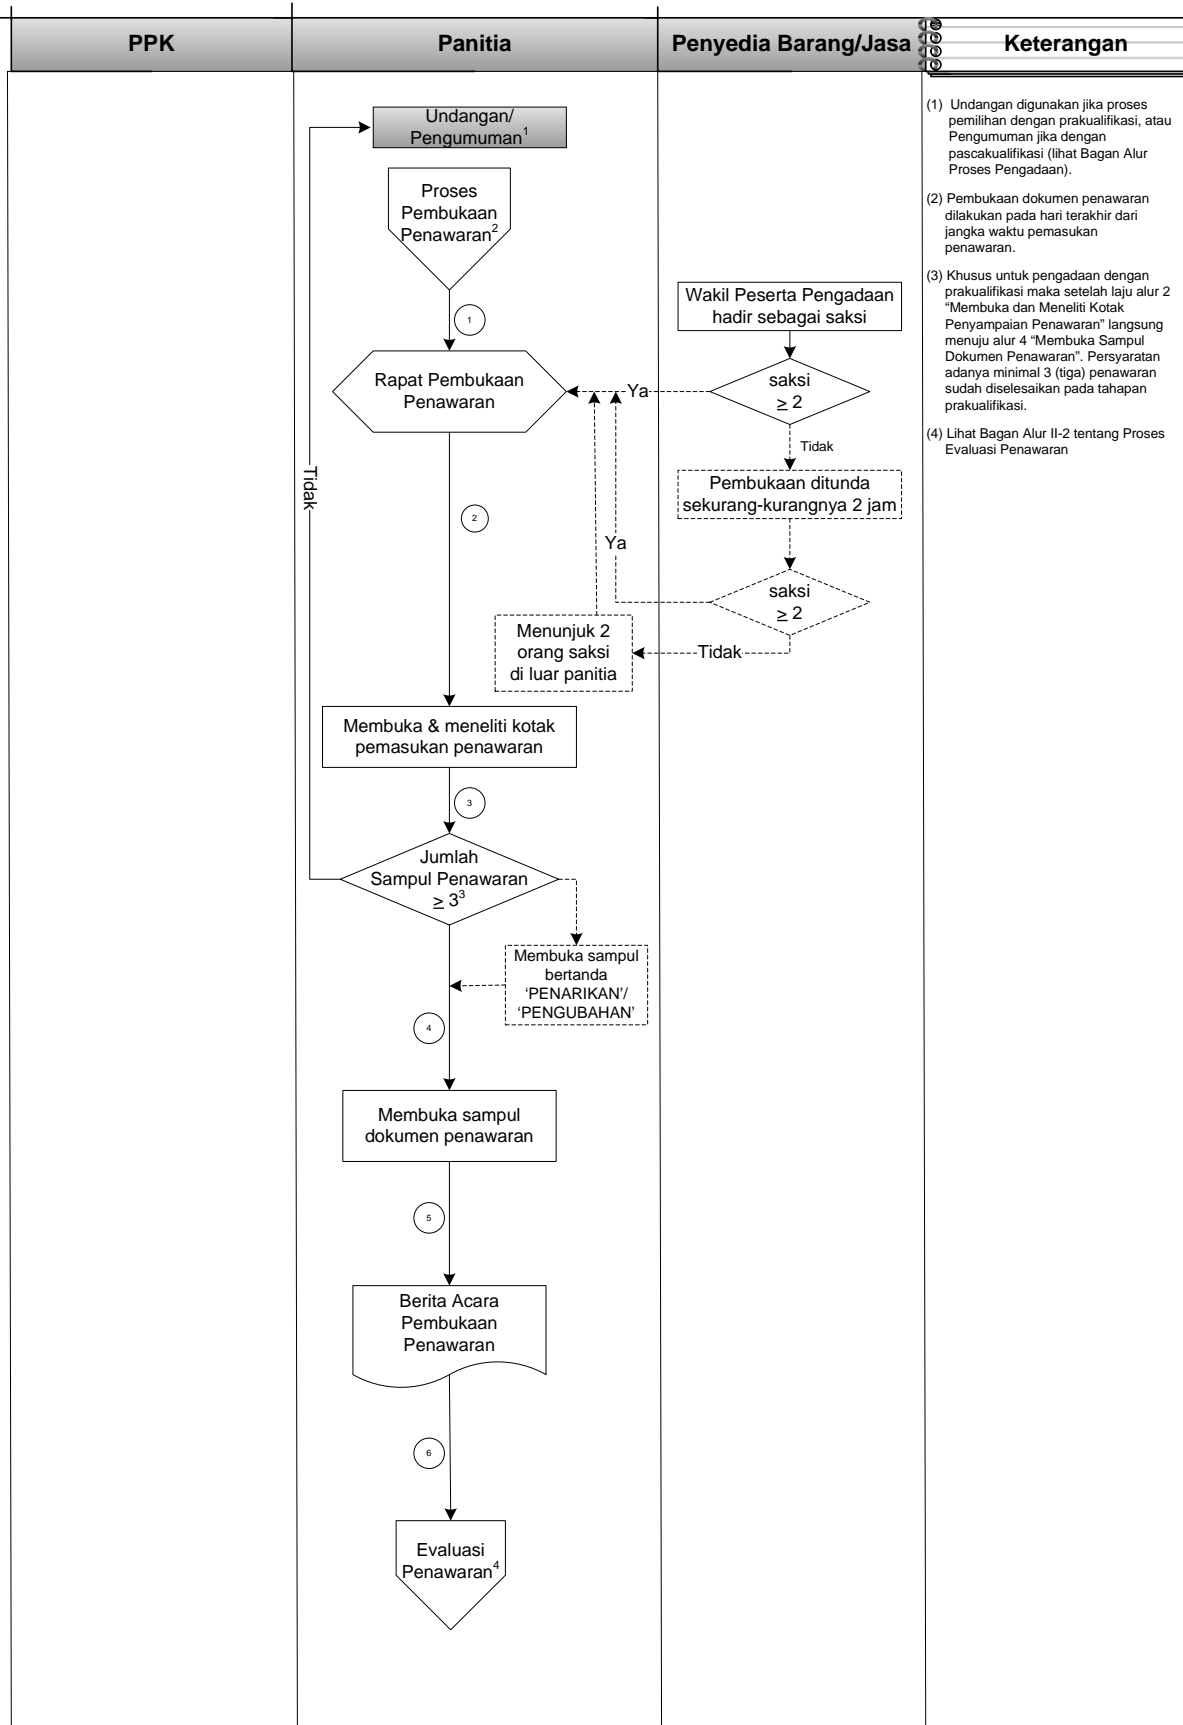 PPK
Panitia
Penyedia Barang/Jasa
Keterangan
Undangan/
Pengumuman1
Proses
Pembukaan
Penawaran2
1
Rapat Pembukaan
Penawaran
Wakil Peserta Pengadaan
hadir sebagai saksi
saksi
≥ 2
Ya
Tidak
Pembukaan ditunda
sekurang-kurangnya 2 jam
saksi
≥ 2
Ya
Tidak
Menunjuk 2
orang saksi
di luar panitia
Tidak
2
Membuka & meneliti kotak
pemasukan penawaran
3
Jumlah
Sampul Penawaran
≥ 33
Membuka sampul
bertanda
‘PENARIKAN’/
‘PENGUBAHAN’
4
Membuka sampul
dokumen penawaran
5
Berita Acara
Pembukaan
Penawaran
6
Evaluasi
Penawaran4
(1) Undangan digunakan jika proses
pemilihan dengan prakualifikasi, atau
Pengumuman jika dengan
pascakualifikasi (lihat Bagan Alur
Proses Pengadaan).
(2) Pembukaan dokumen penawaran
dilakukan pada hari terakhir dari
jangka waktu pemasukan
penawaran.
(3) Khusus untuk pengadaan dengan
prakualifikasi maka setelah laju alur 2
“Membuka dan Meneliti Kotak
Penyampaian Penawaran” langsung
menuju alur 4 “Membuka Sampul
Dokumen Penawaran”. Persyaratan
adanya minimal 3 (tiga) penawaran
sudah diselesaikan pada tahapan
prakualifikasi.
(4) Lihat Bagan Alur II-2 tentang Proses
Evaluasi Penawaran